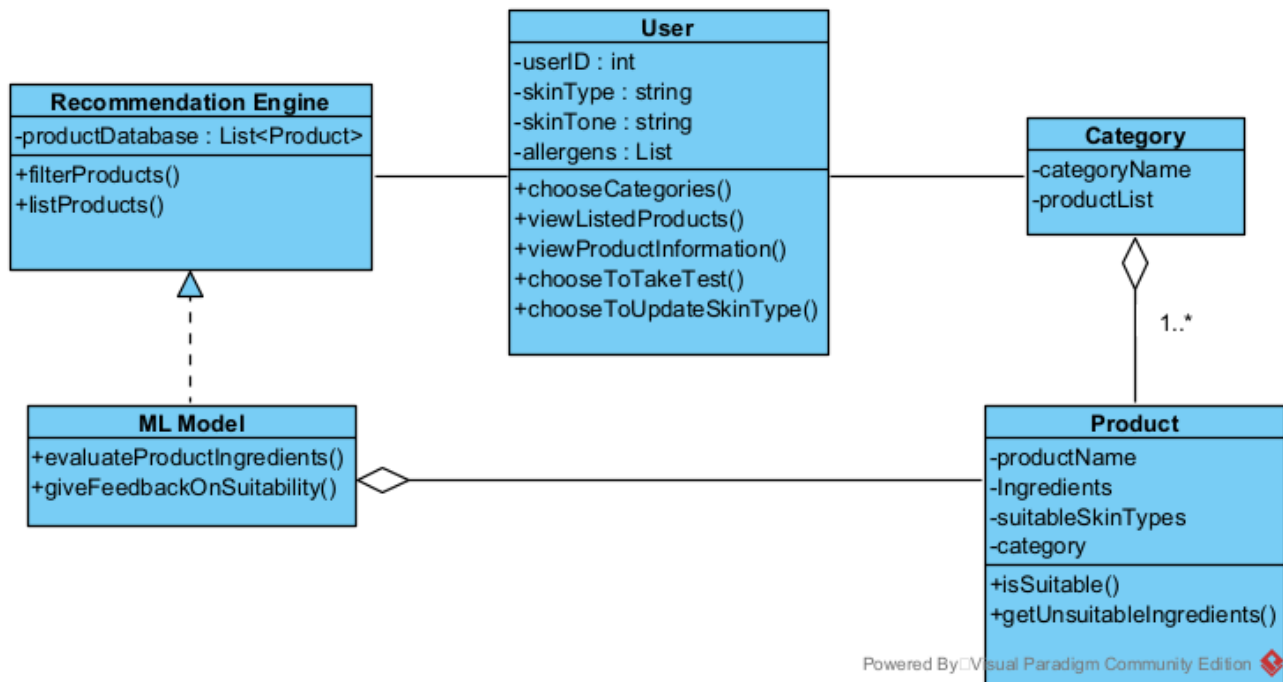 Recommendation Engine
-productDatabase : List<Product>
+filterProducts()
+listProducts()
User
-userID : int
-skinType : string
-skinTone : string
-allergens : List
+chooseCategories()
+viewListedProducts()
+viewProductInformation()
+chooseToTakeTest()
+chooseToUpdateSkinType()
Category
-categoryName
-productList
1..*
ML Model
+evaluateProductIngredients()
+giveFeedbackOnSuitability()
Product
-productName
-Ingredients
-suitableSkinTypes
-category
+isSuitable()
+getUnsuitableIngredients()
Powered By Visual Paradigm Community Edition